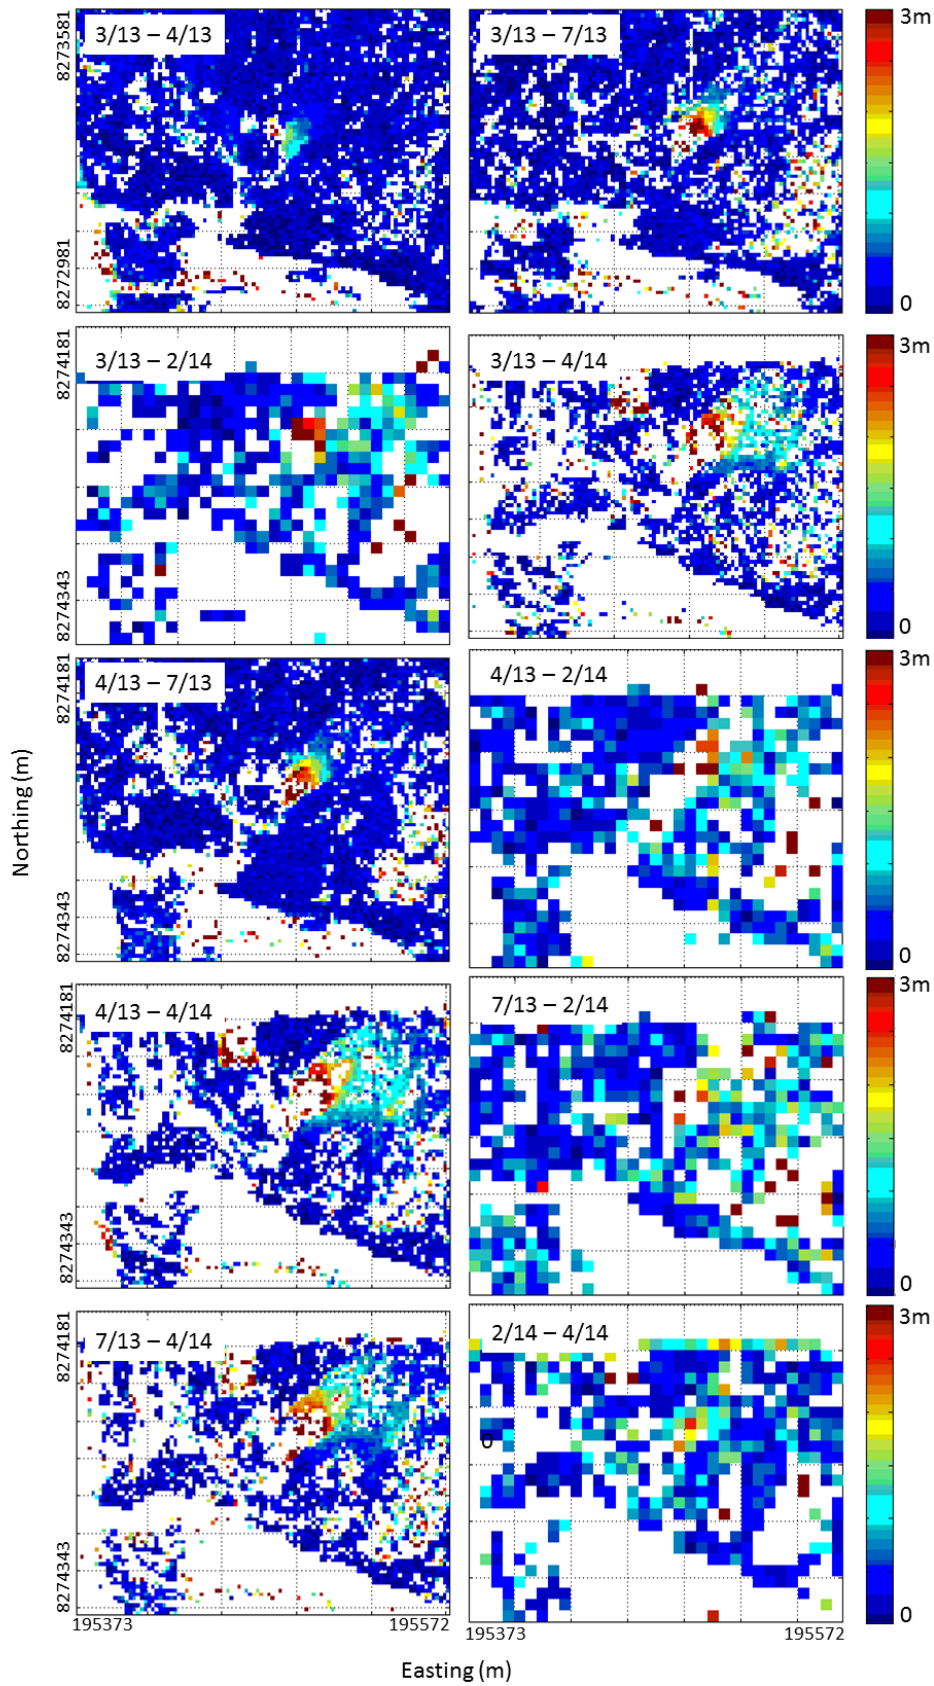 3/13 – 4/13
3/13 – 7/13
3m
0
8273581
8272981
3/13 – 2/14
3/13 – 4/14
3m
0
8274181
8274343
4/13 – 7/13
4/13 – 2/14
3m
0
8274181
8274343
Northing (m)
4/13 – 4/14
7/13 – 2/14
3m
0
8274181
8274343
7/13 – 4/14
2/14 – 4/14
3m
0
8274181
8274343
0
195373
195572
195373
195572
Easting (m)